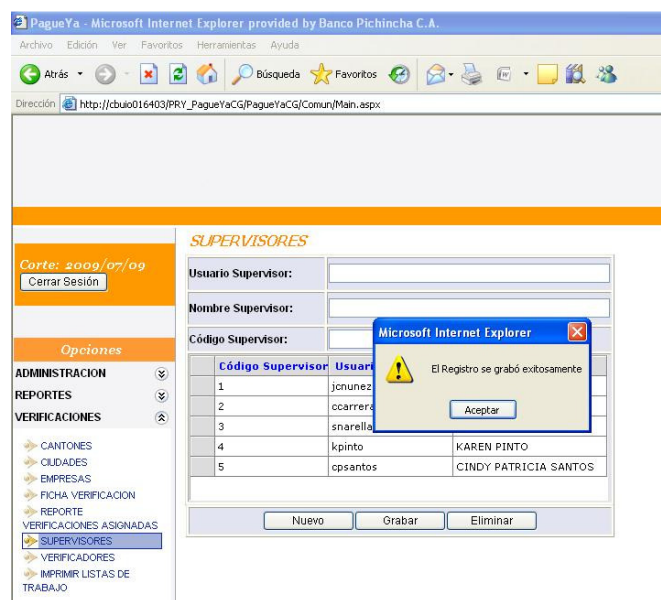 PagueYa - Microsoft Internet Explorer provided by Banco Pichincha C.A.
Archivo Edición Ver Favoritos Herramientas Ayuda
Atrás Búsqueda Favoritos
Dirección http://cbuio016403/PRY_PagueYaCG/PagueYaCG/Comun/Main.aspx
SUPERVISORES
Corte: 2009/07/09
Cerrar Sesión
Usuario Supervisor:
Nombre Supervisor:
Código Supervisor:
Microsoft Internet Explorer
El Registro se grabó exitosamente
Aceptar
Opciones
ADMINISTRACION
REPORTES
VERIFICACIONES
CANTONES
CIUDADES
EMPRESAS
FICHA VERIFICACION
REPORTE
VERIFICACIONES ASIGNADAS
SUPERVISORES
VERIFICADORES
IMPRIMIR LISTAS DE
TRABAJO
Código Supervisor Usuari
1 jcnunez
2 ccarrera
3 snarella
4 kpinto KAREN PINTO
5 cpsantos CINDY PATRICIA SANTOS
Nuevo Grabar Eliminar